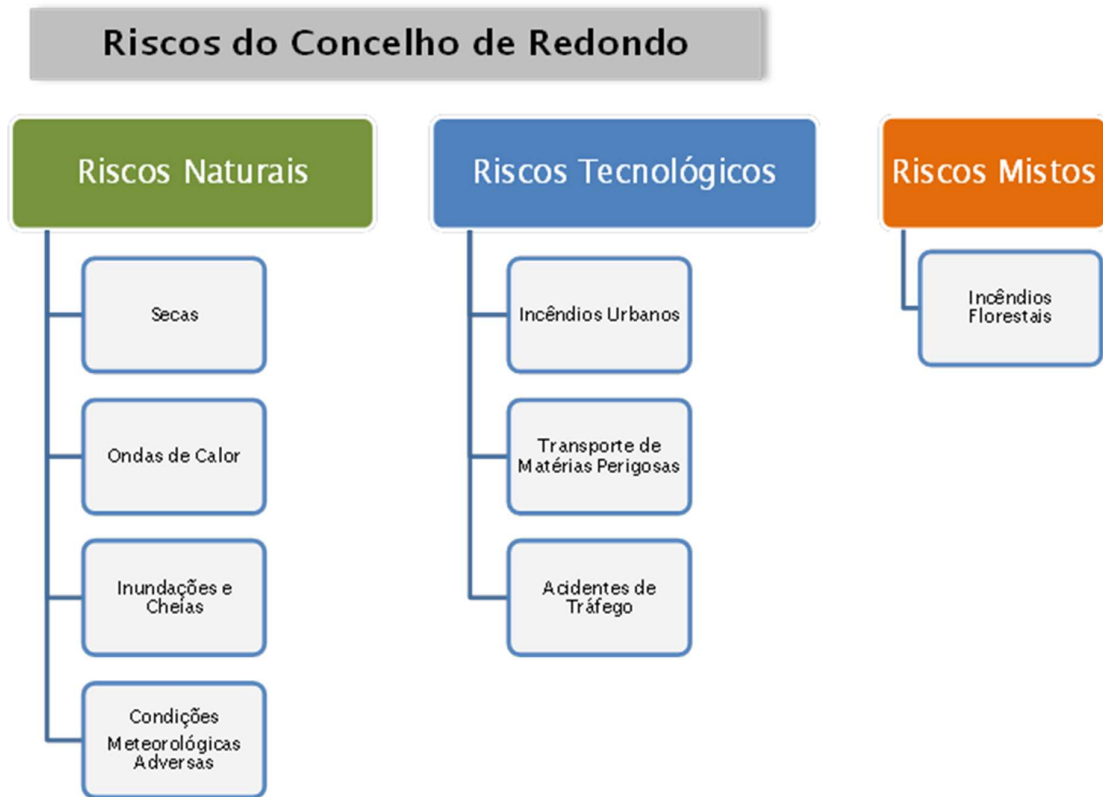 Riscos do Concelho de Redondo
Riscos Naturais
Secas
Ondas de Calor
Inundações e
Cheias
Condições
Meteorológicas
Adversas
Riscos Tecnológicos
Incêndios Urbanos
Transporte de
Matérias Perigosas
Acidentes de
Tráfego
Riscos Mistos
Incêndios
Florestais